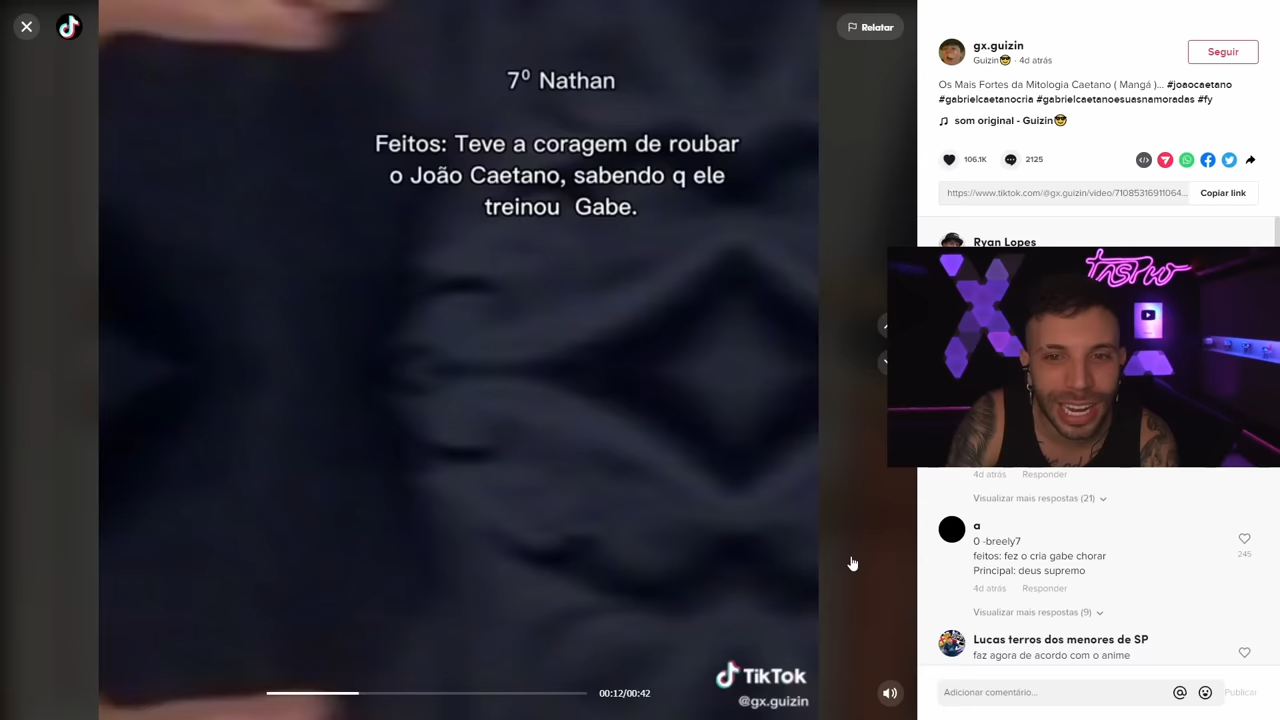 Relatar
7º Nathan
Feitos: Teve a coragem de roubar
o João Caetano, sabendo q ele
treinou Gabe.
TikTok
@gx.guizin
00:12/00:42
gx.guizin
Guizin😎 · 4d atrás
Seguir
Os Mais Fortes da Mitologia Caetano ( Mangá )... #joaocaetano
#gabrielcaetanocria #gabrielcaetanoesuasnamoradas #fy
som original - Guizin😎
106.1K
2125
https://www.tiktok.com/@gx.guizin/video/71085316911064...
Copiar link
Ryan Lopes
4d atrás Responder
Visualizar mais respostas (21)
a
0 -breely7
feitos: fez o cria gabe chorar
Principal: deus supremo
245
4d atrás Responder
Visualizar mais respostas (9)
Lucas terros dos menores de SP
faz agora de acordo com o anime
Adicionar comentário...
Publicar